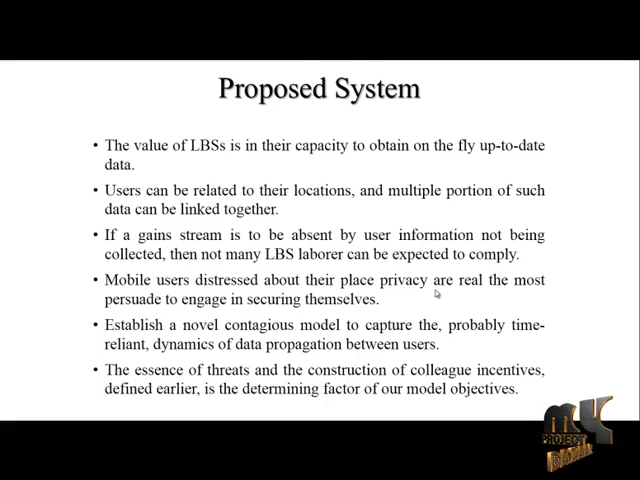 Proposed System
• The value of LBSs is in their capacity to obtain on the fly up-to-date
data.
• Users can be related to their locations, and multiple portion of such
data can be linked together.
• If a gains stream is to be absent by user information not being
collected, then not many LBS laborer can be expected to comply.
• Mobile users distressed about their place privacy are real the most
persuade to engage in securing themselves.
• Establish a novel contagious model to capture the, probably time-
reliant, dynamics of data propagation between users.
• The essence of threats and the construction of colleague incentives,
defined earlier, is the determining factor of our model objectives.
my
PROJECT
BAZAAR